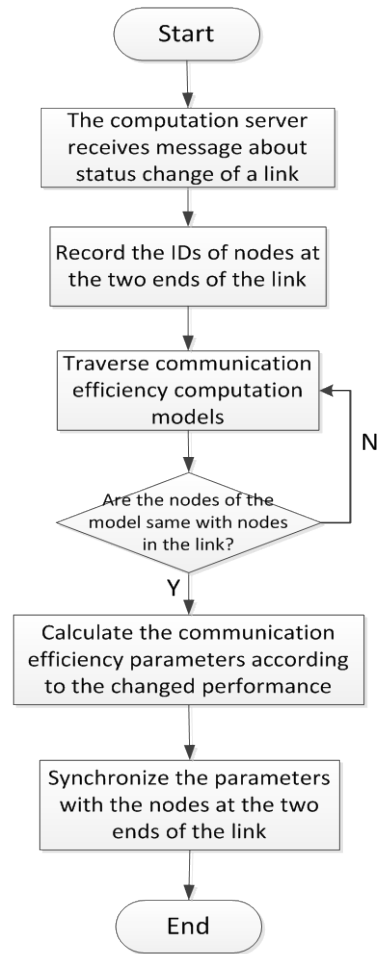 Start
The computation server
receives message about
status change of a link
Record the IDs of nodes at
the two ends of the link
Traverse communication
efficiency computation
models
N
Are the nodes of the
model same with nodes
in the link?
Y
Calculate the communication
efficiency parameters according
to the changed performance
Synchronize the parameters
with the nodes at the two
ends of the link
End